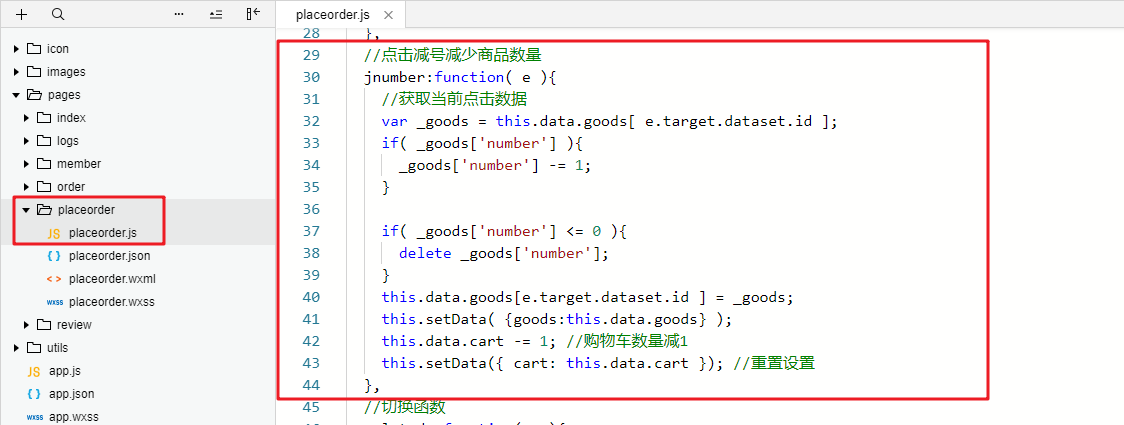 placeorder.js
icon
images
pages
index
logs
member
order
placeorder
JS placeorder.js
{ } placeorder.json
< > placeorder.wxml
wxss placeorder.wxss
review
utils
JS app.js
{ } app.json
wxss app.wxss
28 },
29 //点击减号减少商品数量
30 jnumber:function( e ){
31 //获取当前点击数据
32 var _goods = this.data.goods[ e.target.dataset.id ];
33 if( _goods['number'] ){
34 _goods['number'] -= 1;
35 }
36
37 if( _goods['number'] <= 0 ){
38 delete _goods['number'];
39 }
40 this.data.goods[e.target.dataset.id ] = _goods;
41 this.setData( {goods:this.data.goods} );
42 this.data.cart -= 1; //购物车数量减1
43 this.setData({ cart: this.data.cart }); //重置设置
44 },
45 //切换函数